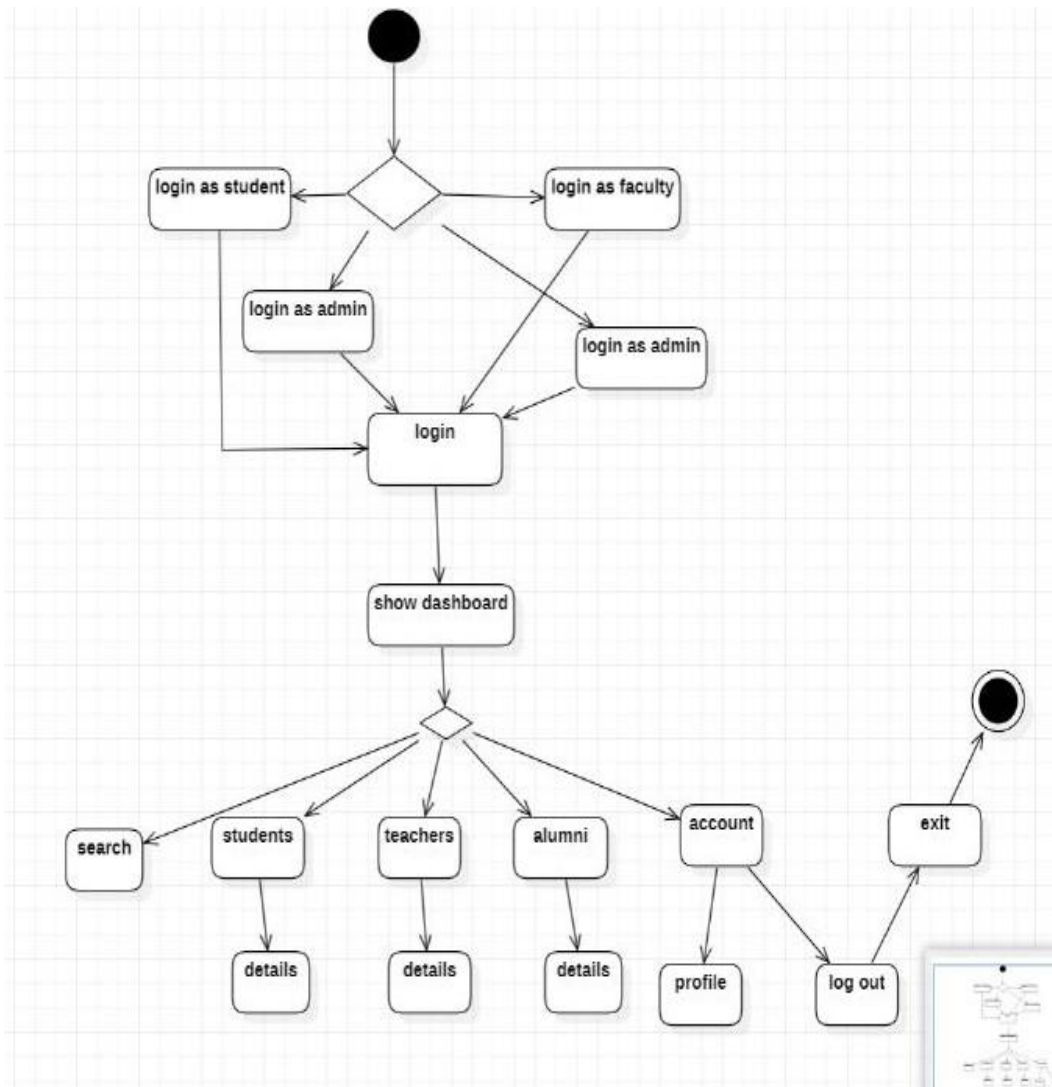 login as student
login as faculty
login as admin
login as admin
login
show dashboard
search
students
teachers
alumni
account
exit
details
details
details
profile
log out